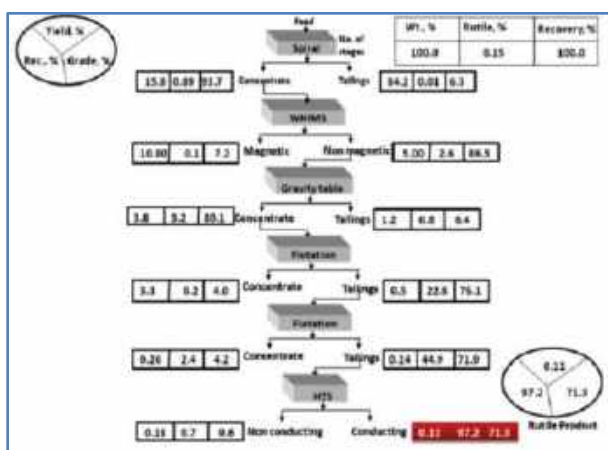 Feed
Yield, %
Rec., % Grade, %
No. of
stages
Spiral
Wt., % Rutile, % Recovery, %
100.0 0.15 100.0
15.8 0.89 93.7 Concentrate Tailings 84.2 0.01 6.3
WHIMS
10.80 0.1 7.2 Magnetic Non magnetic 5.00 2.6 86.5
Gravity table
3.8 3.2 80.1 Concentrate Tailings 1.2 0.8 6.4
Flotation
3.3 0.2 4.0 Concentrate Tailings 0.5 22.6 76.1
Flotation
0.26 2.4 4.2 Concentrate Tailings 0.24 44.9 71.9
HTS
0.13 0.7 0.6 Non conducting Conducting 0.11 97.2 71.3
0.11
97.2 71.3
Rutile Product